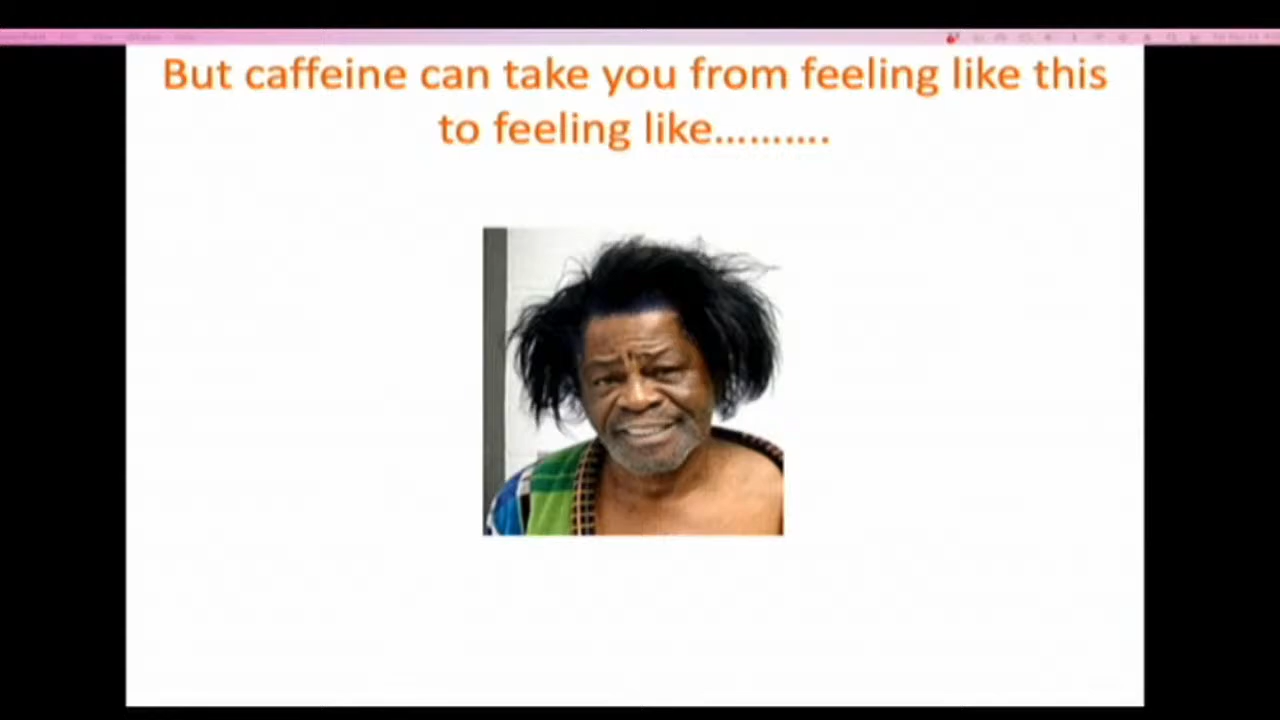 But caffeine can take you from feeling like this
to feeling like……….